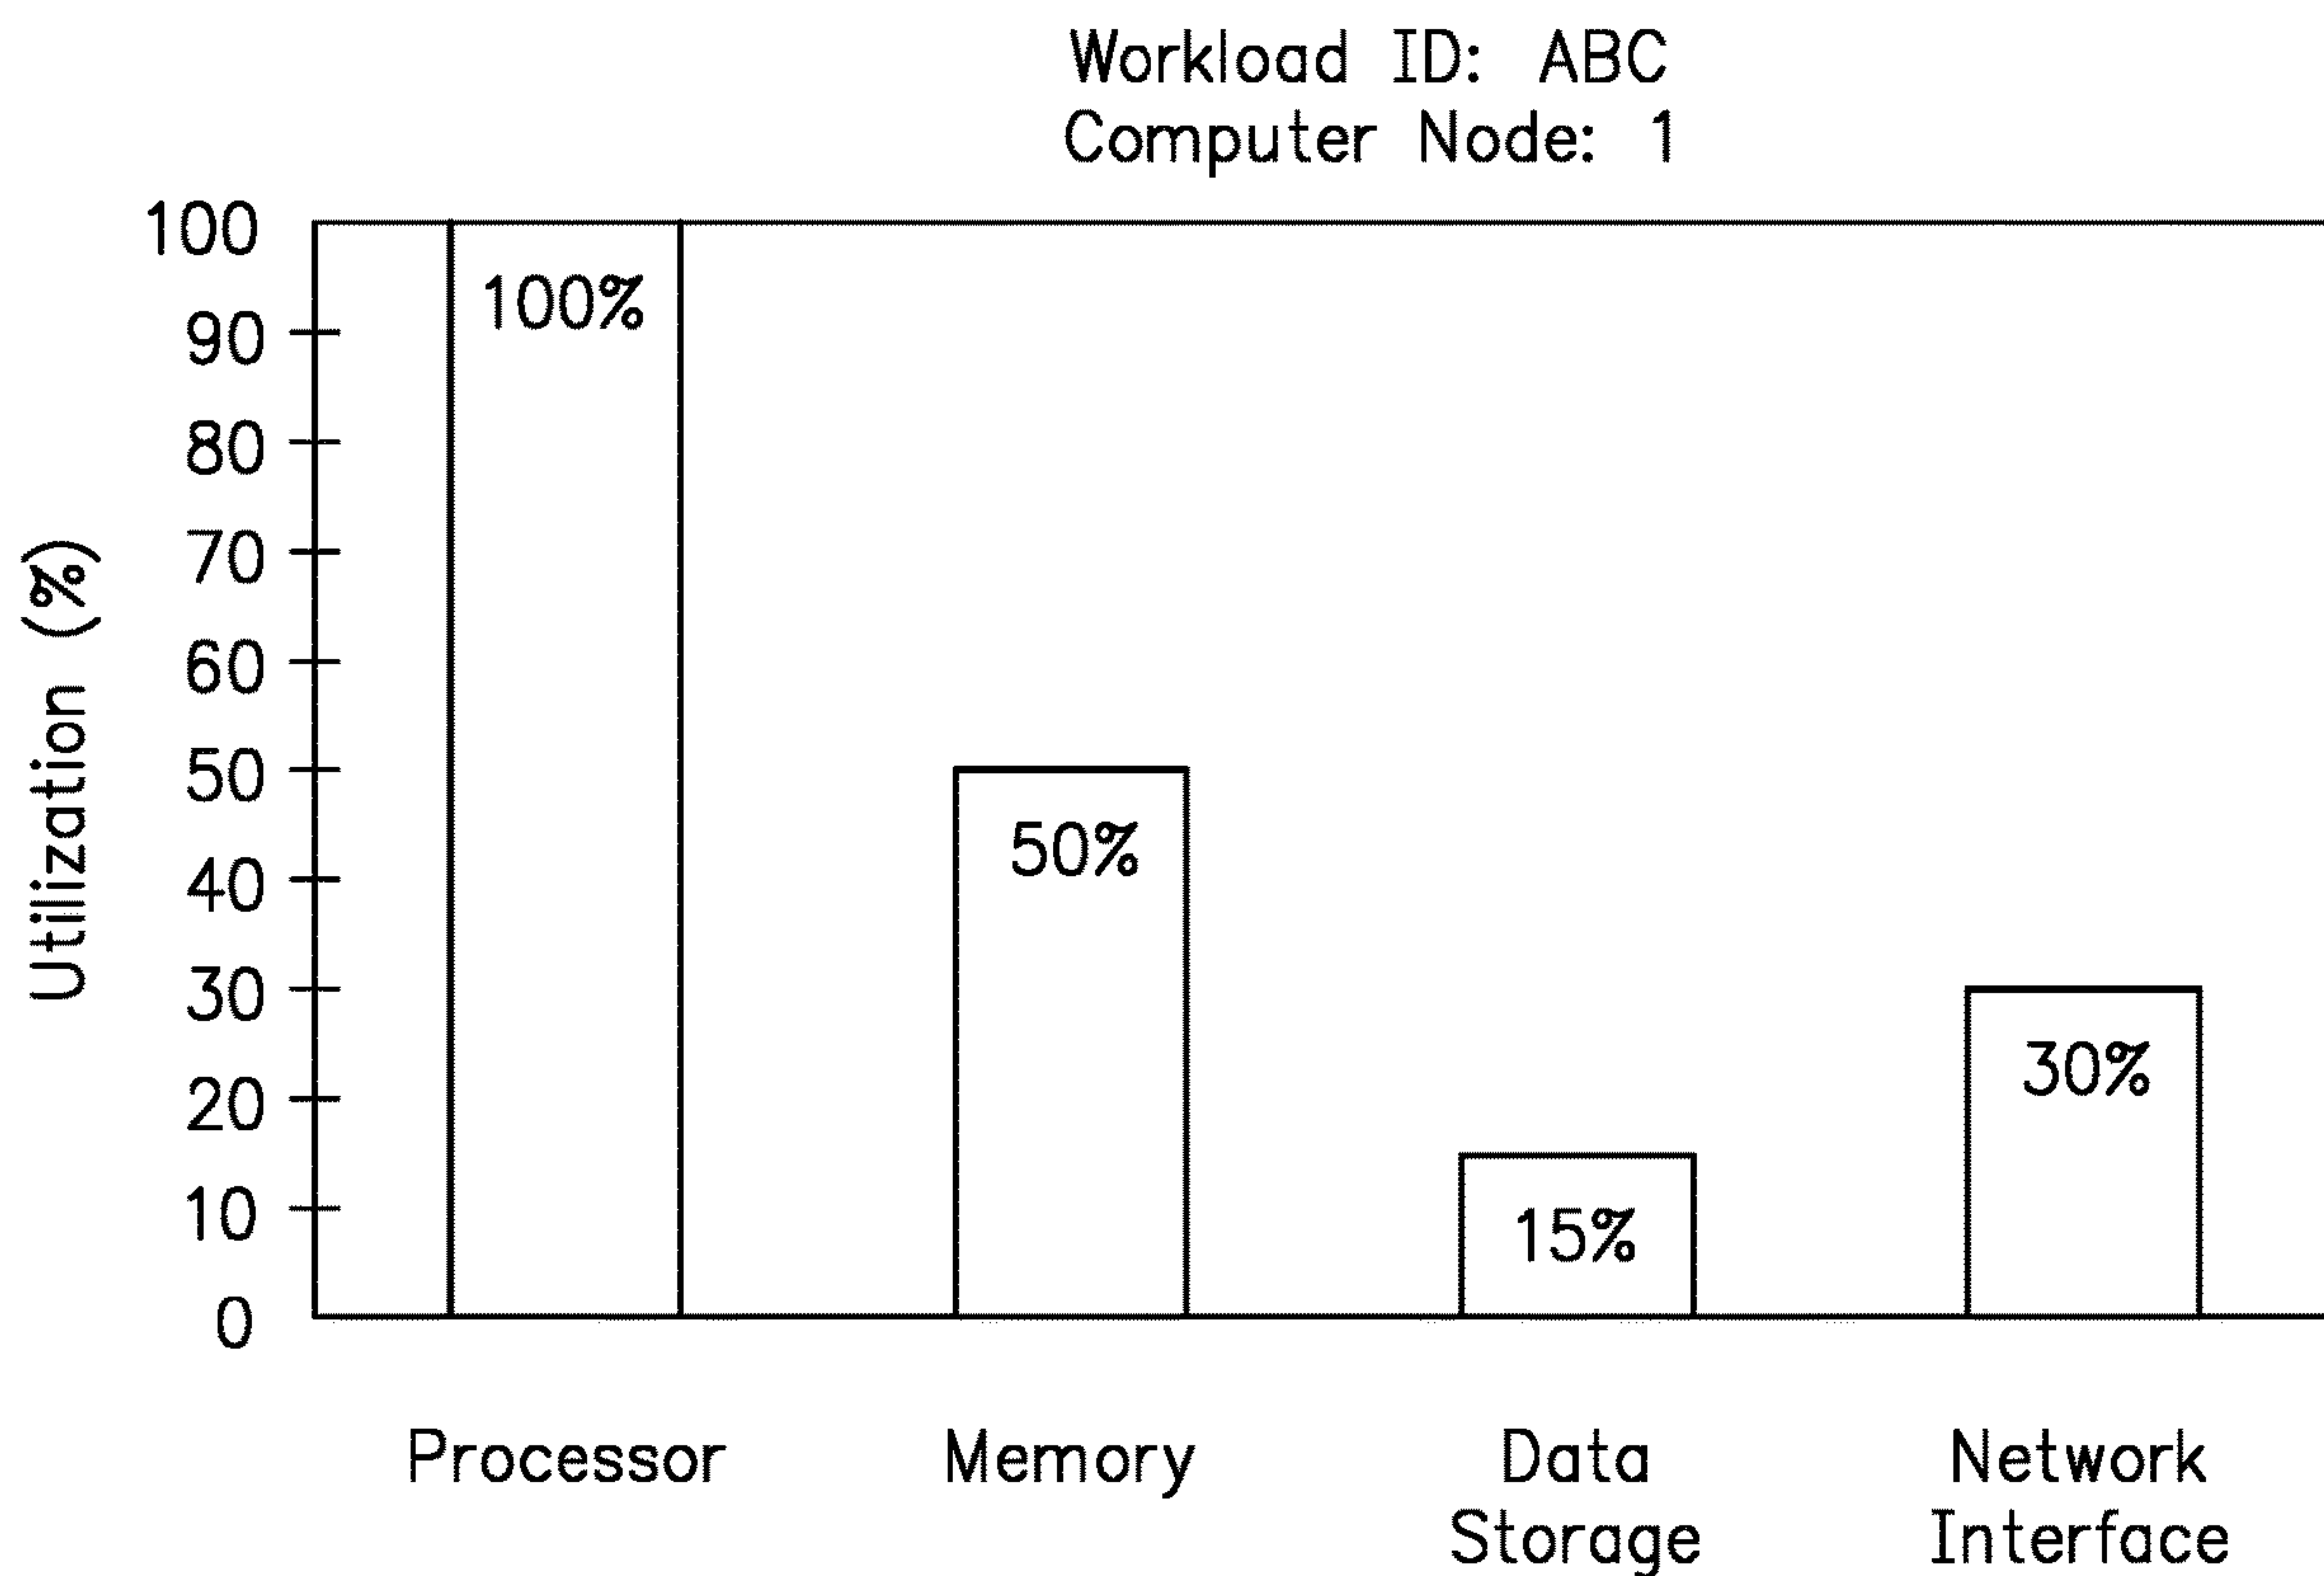 Workload ID: ABC
Computer Node: 1
Utilization (%)
100
90
80
70
60
50
40
30
20
10
0
100%
50%
15%
30%
Processor
Memory
Data
Storage
Network
Interface